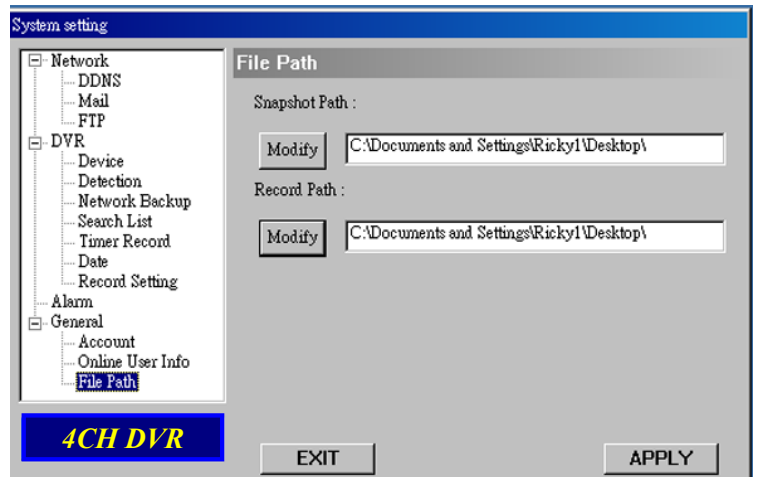 System setting
Network
DDNS
Mail
FTP
DVR
Device
Detection
Network Backup
Search List
Timer Record
Date
Record Setting
Alarm
General
Account
Online User Info
File Path
4CH DVR
File Path
Snapshot Path :
Modify C:\Documents and Settings\Ricky1\Desktop\
Record Path :
Modify C:\Documents and Settings\Ricky1\Desktop\
EXIT APPLY